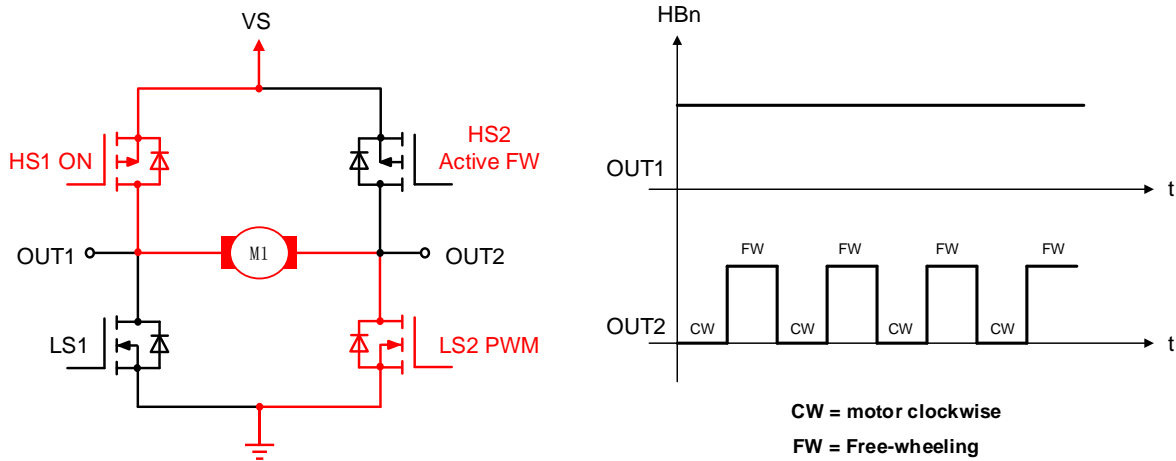 VS
HS1 ON
HS2
Active FW
OUT1
M1
OUT2
LS1
LS2 PWM
HBn
OUT1
t
FW FW FW FW
OUT2
CW CW CW CW
t
CW = motor clockwise
FW = Free-wheeling